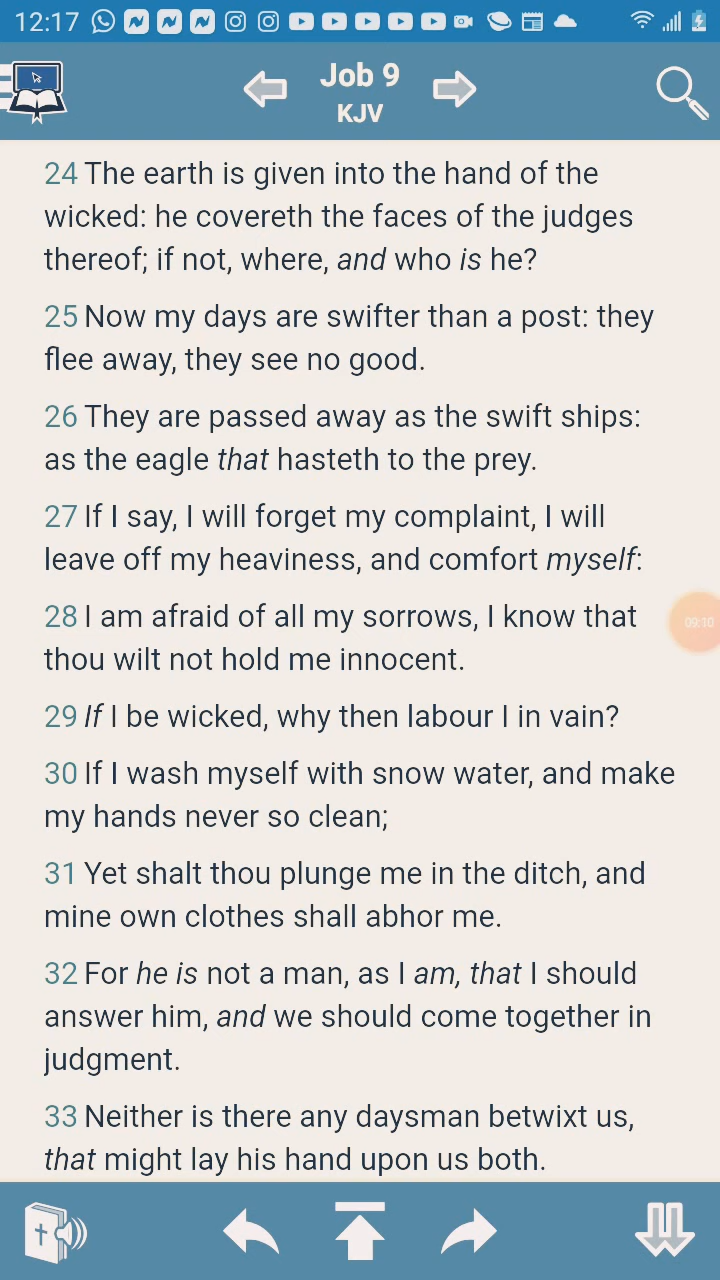 12:17
Job 9
KJV
24 The earth is given into the hand of the
wicked: he covereth the faces of the judges
thereof; if not, where, and who is he?
25 Now my days are swifter than a post: they
flee away, they see no good.
26 They are passed away as the swift ships:
as the eagle that hasteth to the prey.
27 If I say, I will forget my complaint, I will
leave off my heaviness, and comfort myself:
28 I am afraid of all my sorrows, I know that
thou wilt not hold me innocent.
09:10
29 If I be wicked, why then labour I in vain?
30 If I wash myself with snow water, and make
my hands never so clean;
31 Yet shalt thou plunge me in the ditch, and
mine own clothes shall abhor me.
32 For he is not a man, as I am, that I should
answer him, and we should come together in
judgment.
33 Neither is there any daysman betwixt us,
that might lay his hand upon us both.